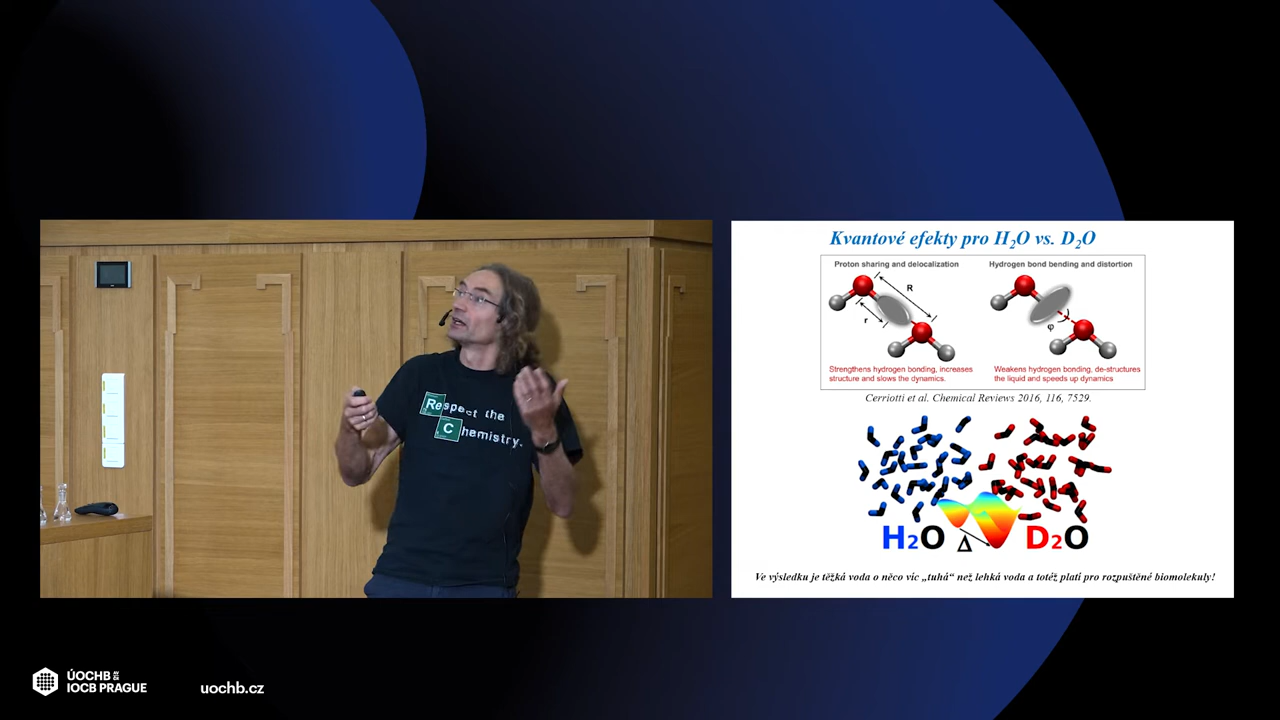 Respect the
Chemistry.
Kvantové efekty pro H₂O vs. D₂O
Proton sharing and delocalization
R
r
Strengthens hydrogen bonding, increases
structure and slows the dynamics.
Hydrogen bond bending and distortion
φ
Weakens hydrogen bonding, de-structures
the liquid and speeds up dynamics
Cerriotti et al. Chemical Reviews 2016, 116, 7529.
H₂O Δ D₂O
Ve výsledku je těžká voda o něco víc „tuhá“ než lehká voda a totéž platí pro rozpuštěné biomolekuly!
ÚOCHB
IOCB PRAGUE
uochb.cz